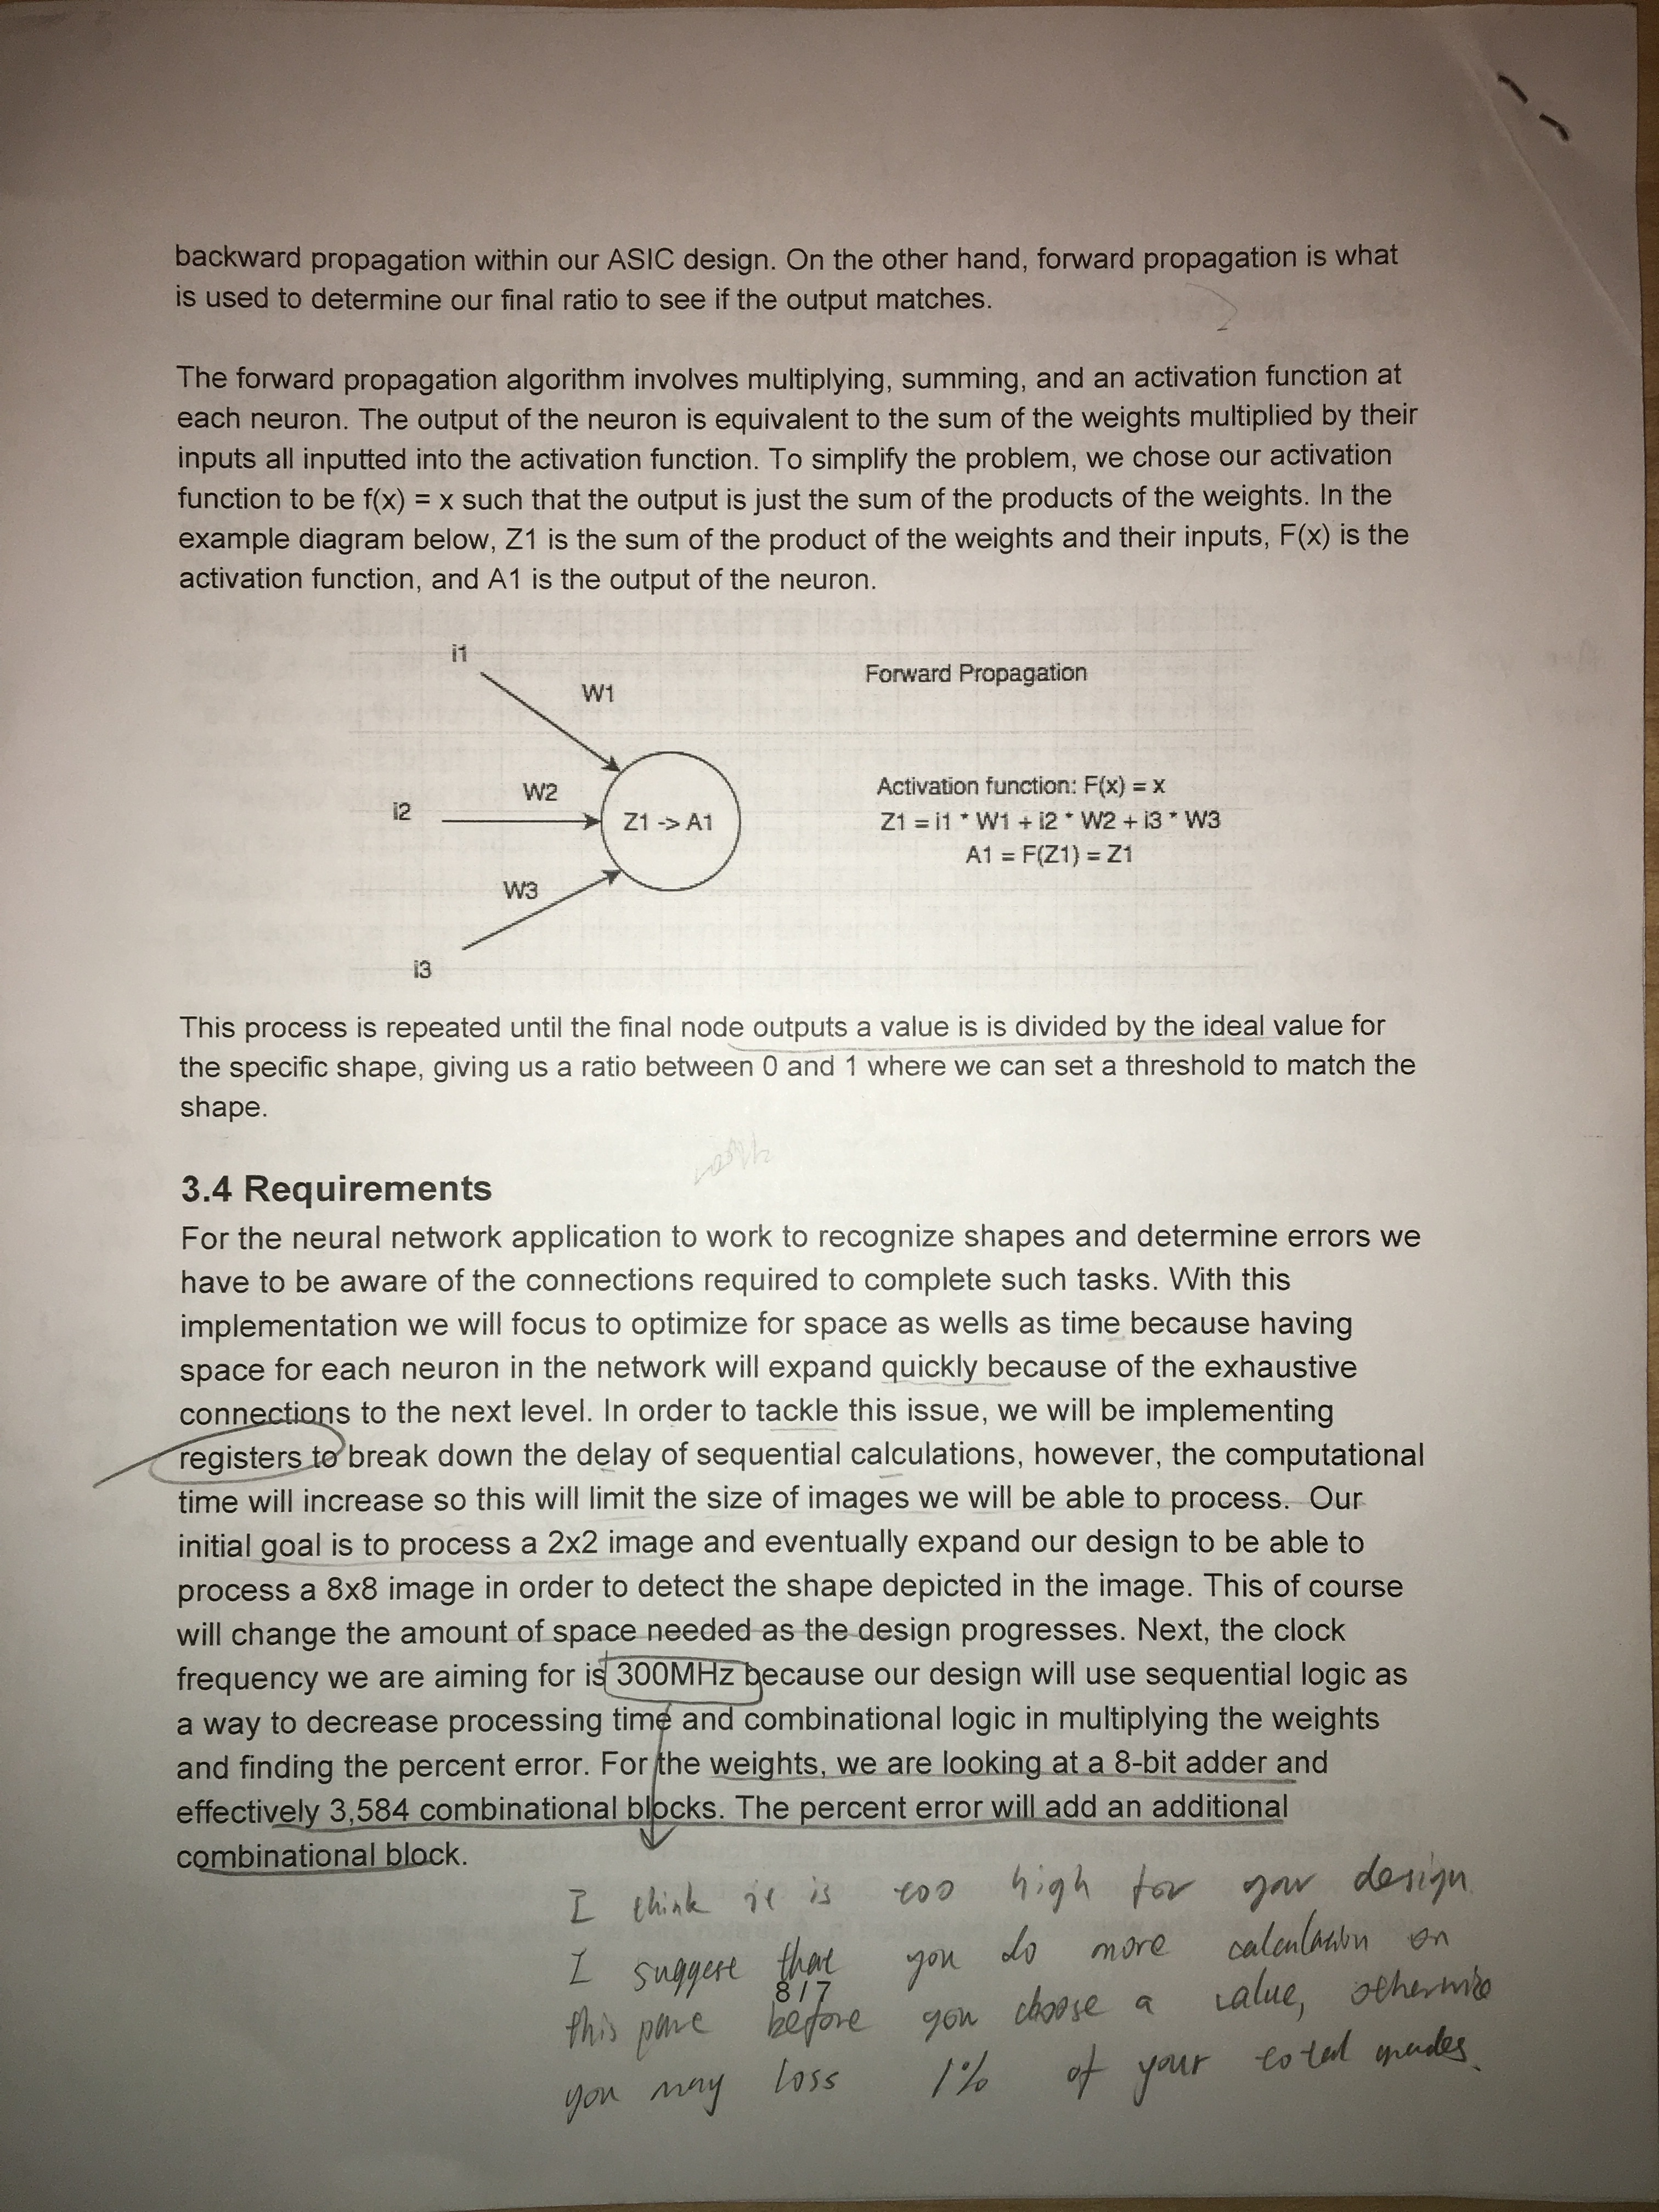 backward propagation within our ASIC design. On the other hand, forward propagation is what
is used to determine our final ratio to see if the output matches.
The forward propagation algorithm involves multiplying, summing, and an activation function at
each neuron. The output of the neuron is equivalent to the sum of the weights multiplied by their
inputs all inputted into the activation function. To simplify the problem, we chose our activation
function to be f(x) = x such that the output is just the sum of the products of the weights. In the
example diagram below, Z1 is the sum of the product of the weights and their inputs, F(x) is the
activation function, and A1 is the output of the neuron.
i1
W1
W2
i2
Z1 -> A1
W3
i3
Forward Propagation
Activation function: F(x) = x
Z1 = i1 * W1 + i2 * W2 + i3 * W3
A1 = F(Z1) = Z1
This process is repeated until the final node outputs a value is is divided by the ideal value for
the specific shape, giving us a ratio between 0 and 1 where we can set a threshold to match the
shape.
3.4 Requirements
For the neural network application to work to recognize shapes and determine errors we
have to be aware of the connections required to complete such tasks. With this
implementation we will focus to optimize for space as wells as time because having
space for each neuron in the network will expand quickly because of the exhaustive
connections to the next level. In order to tackle this issue, we will be implementing
registers to break down the delay of sequential calculations, however, the computational
time will increase so this will limit the size of images we will be able to process. Our
initial goal is to process a 2x2 image and eventually expand our design to be able to
process a 8x8 image in order to detect the shape depicted in the image. This of course
will change the amount of space needed as the design progresses. Next, the clock
frequency we are aiming for is 300MHz because our design will use sequential logic as
a way to decrease processing time and combinational logic in multiplying the weights
and finding the percent error. For the weights, we are looking at a 8-bit adder and
effectively 3,584 combinational blocks. The percent error will add an additional
combinational block.
I think it is too high for your design.
I suggest that you do more calculation on
8 / 7
this part before you choose a value, otherwise
you may loss 1% of your total grades.